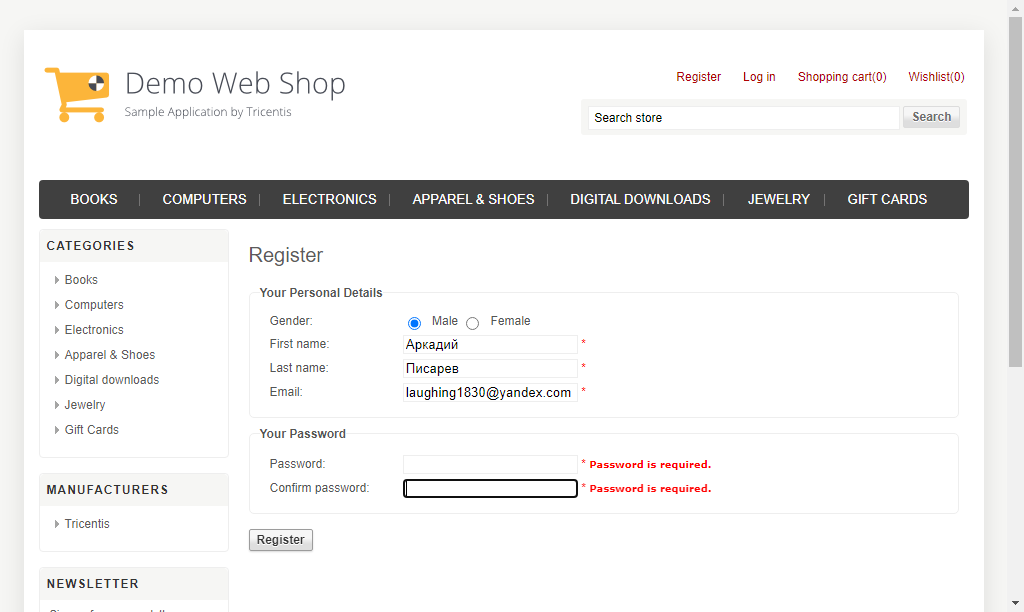 Demo Web Shop
Sample Application by Tricentis
Register Log in Shopping cart(0) Wishlist(0)
Search store Search
BOOKS COMPUTERS ELECTRONICS APPAREL & SHOES DIGITAL DOWNLOADS JEWELRY GIFT CARDS
CATEGORIES
Books
Computers
Electronics
Apparel & Shoes
Digital downloads
Jewelry
Gift Cards
MANUFACTURERS
Tricentis
NEWSLETTER
Register
Your Personal Details
Gender: Male Female
First name: Аркадий *
Last name: Писарев *
Email: laughing1830@yandex.com *
Your Password
Password: * Password is required.
Confirm password: * Password is required.
Register